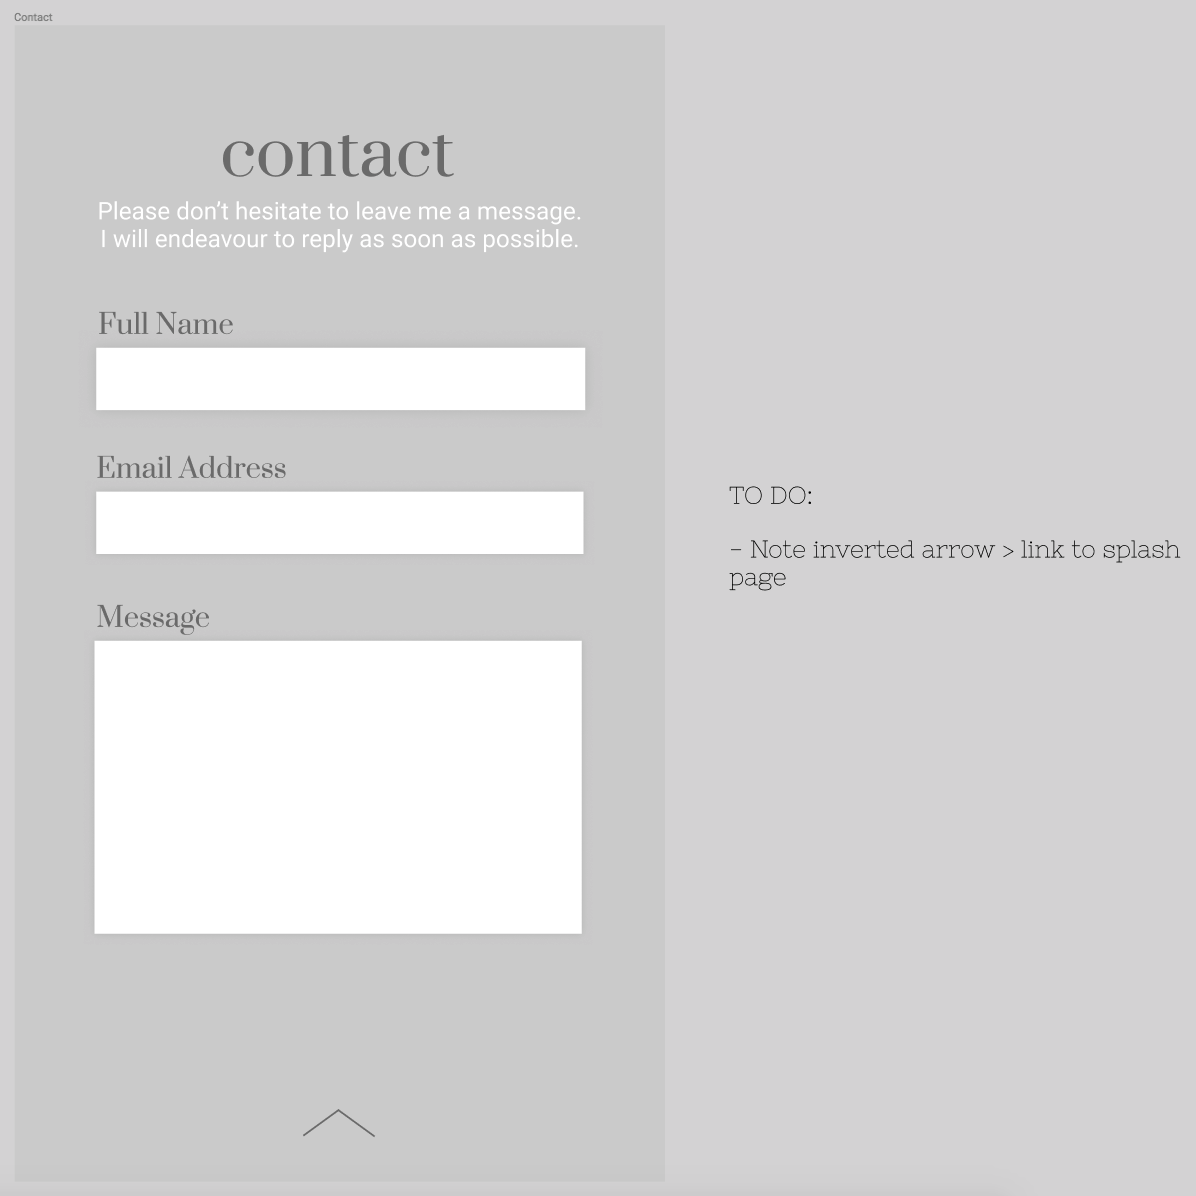 Contact
contact
Please don’t hesitate to leave me a message.
I will endeavour to reply as soon as possible.
Full Name
Email Address
Message
TO DO:
- Note inverted arrow > link to splash
page